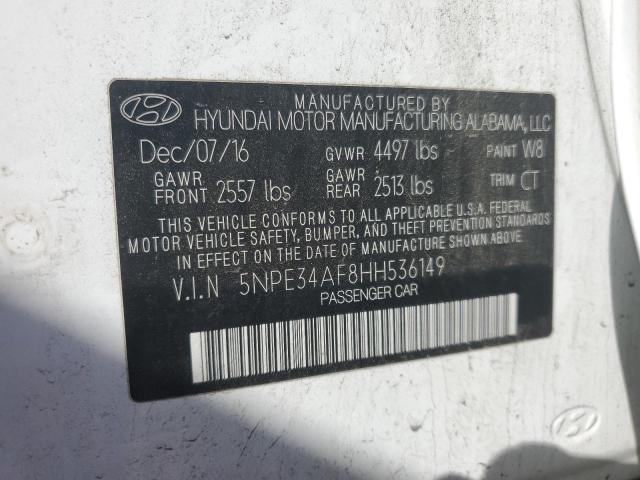 MANUFACTURED BY
HYUNDAI MOTOR MANUFACTURING ALABAMA, LLC
Dec/07/16 GVWR 4497 lbs PAINT W8
GAWR FRONT 2557 lbs GAWR REAR 2513 lbs TRIM CT
THIS VEHICLE CONFORMS TO ALL APPLICABLE U.S.A. FEDERAL
MOTOR VEHICLE SAFETY, BUMPER, AND THEFT PREVENTION STANDARDS
IN EFFECT ON THE DATE OF MANUFACTURE SHOWN ABOVE.
V.I.N 5NPE34AF8HH536149
PASSENGER CAR